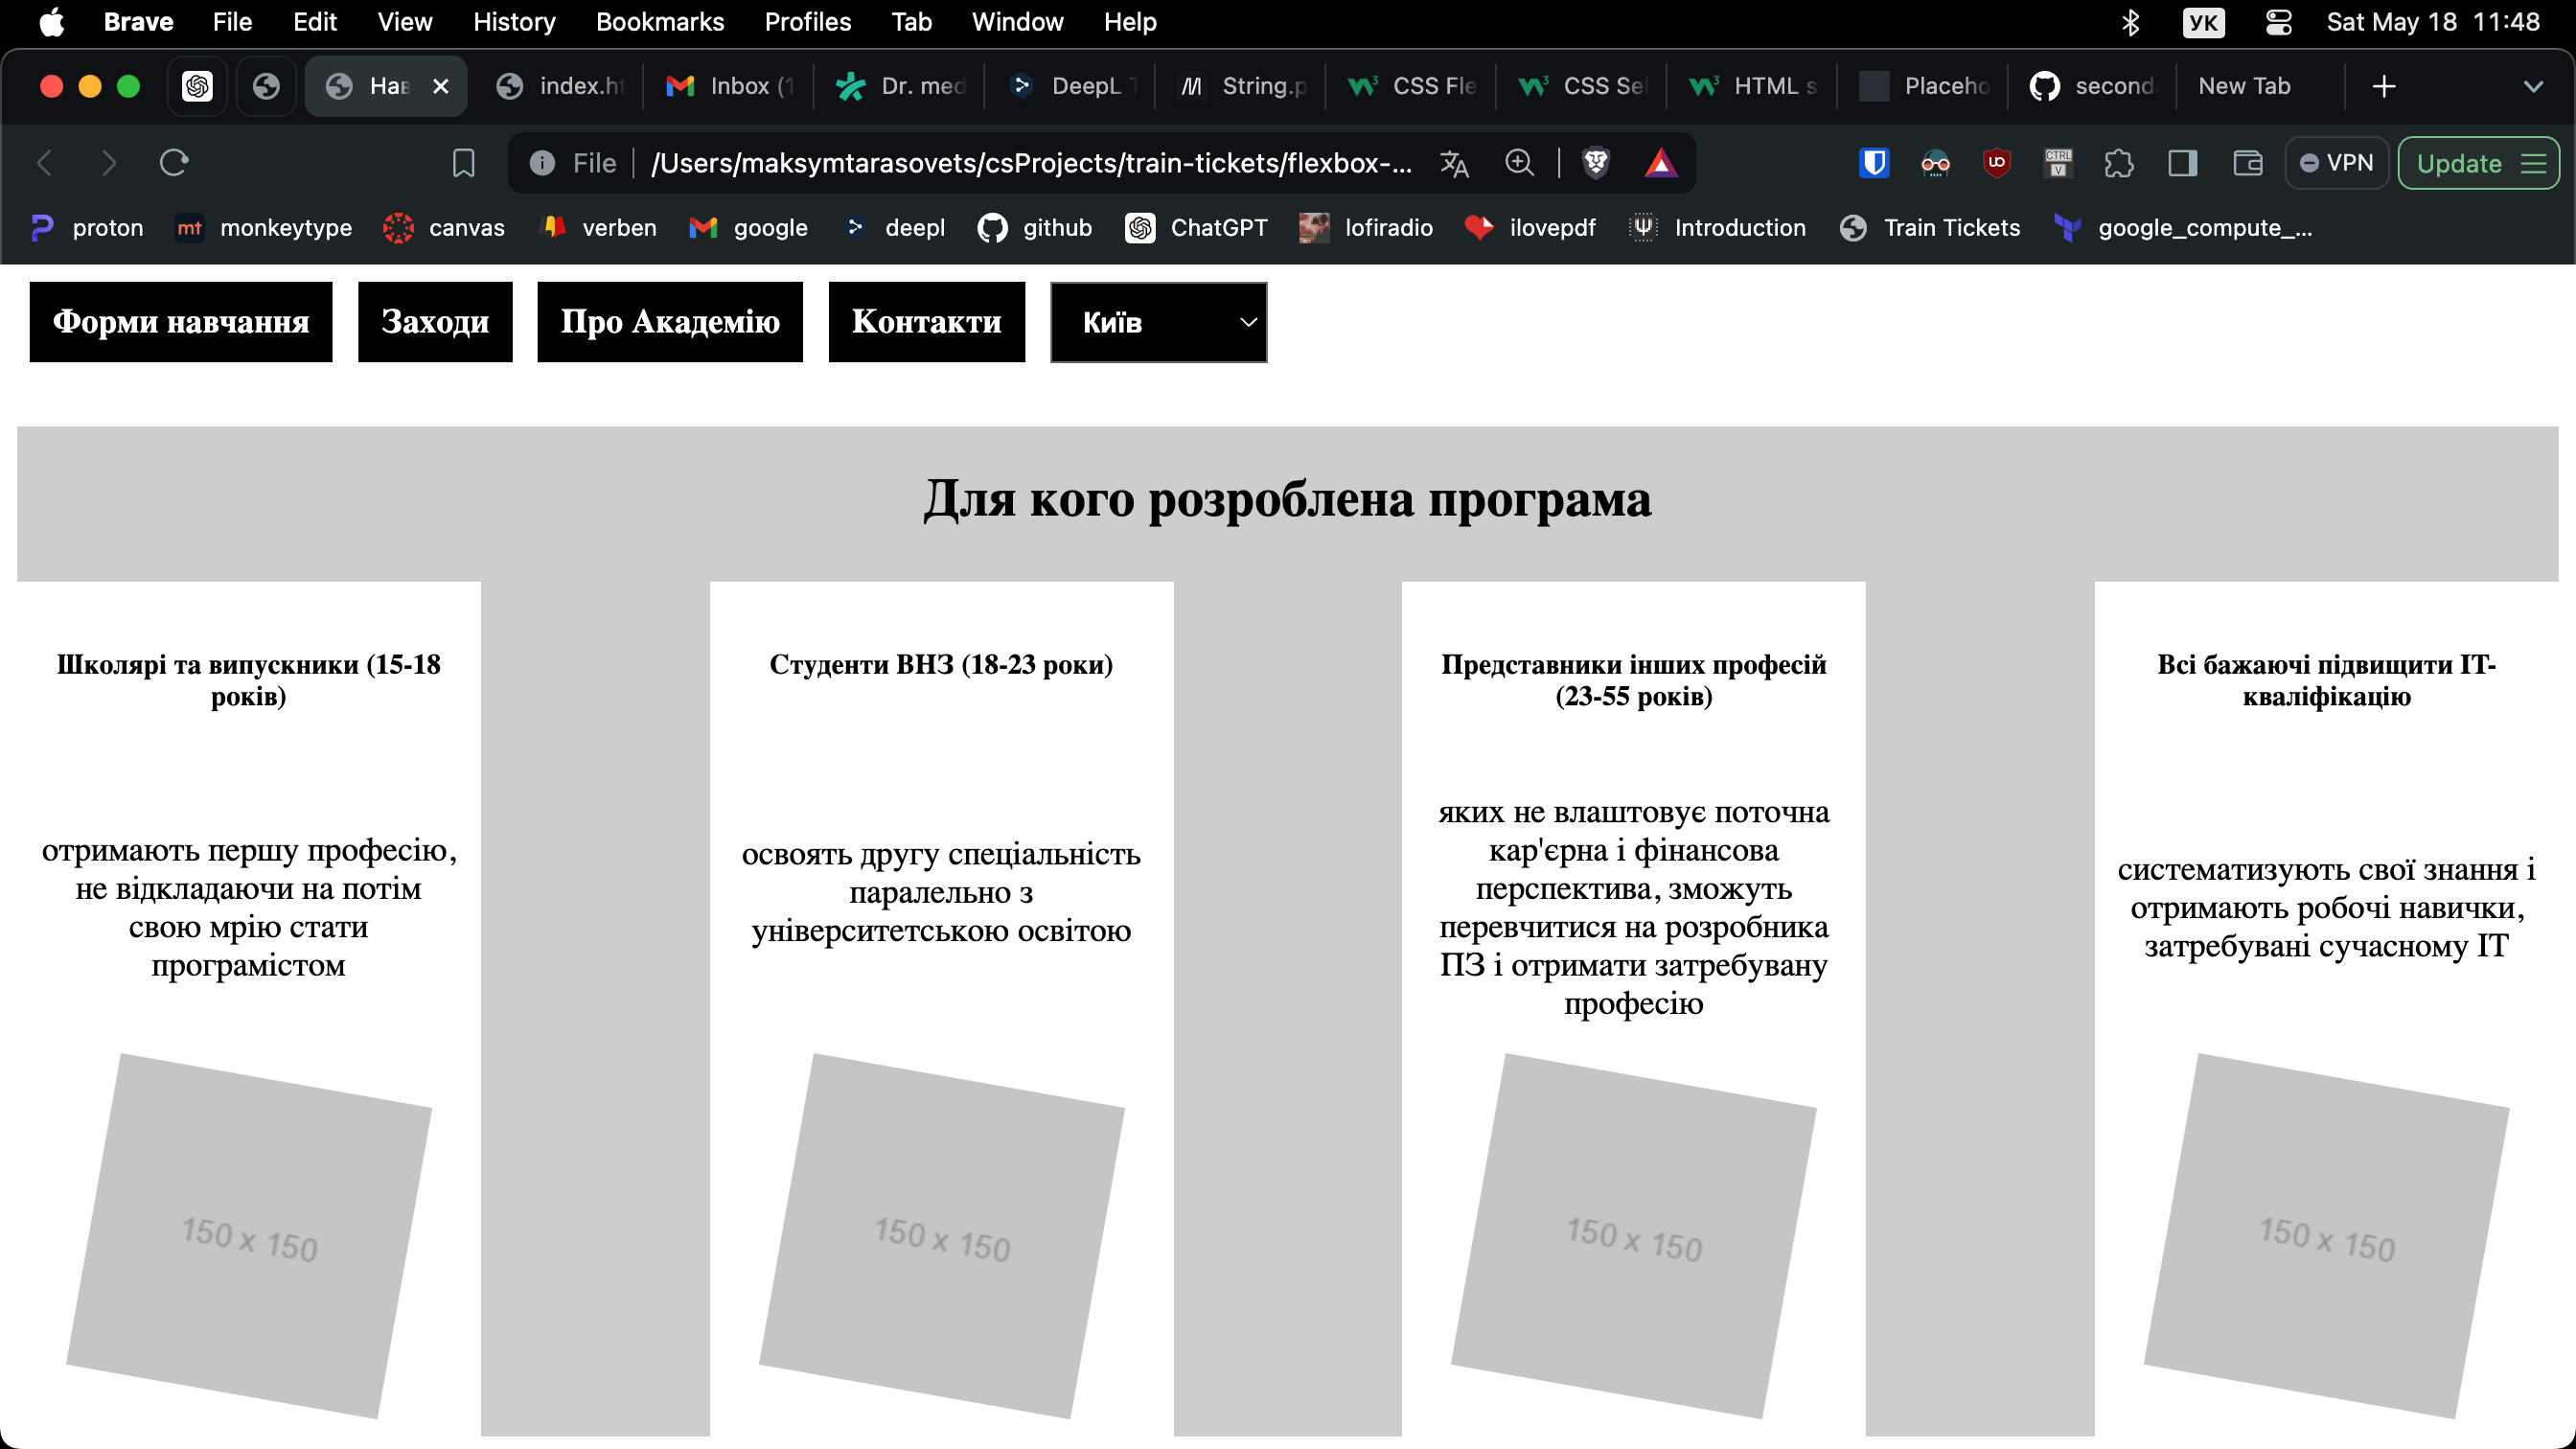 Brave File Edit View History Bookmarks Profiles Tab Window Help УК Sat May 18 11:48
Нав index.ht Inbox (1 Dr. med DeepL T String.p CSS Fle CSS Sel HTML s Placeho seconda New Tab
File /Users/maksymtarasovets/csProjects/train-tickets/flexbox-... VPN Update
proton monkeytype canvas verben google deepl github ChatGPT lofiradio ilovepdf Introduction Train Tickets google_compute_...
Форми навчання Заходи Про Академію Контакти Київ
Для кого розроблена програма
Школярі та випускники (15-18
років)
отримають першу професію,
не відкладаючи на потім
свою мрію стати
програмістом
150 x 150
Студенти ВНЗ (18-23 роки)
освоять другу спеціальність
паралельно з
університетською освітою
150 x 150
Представники інших професій
(23-55 років)
яких не влаштовує поточна
кар'єрна і фінансова
перспектива, зможуть
перевчитися на розробника
ПЗ і отримати затребувану
професію
150 x 150
Всі бажаючі підвищити ІТ-
кваліфікацію
систематизують свої знання і
отримають робочі навички,
затребувані сучасному ІТ
150 x 150